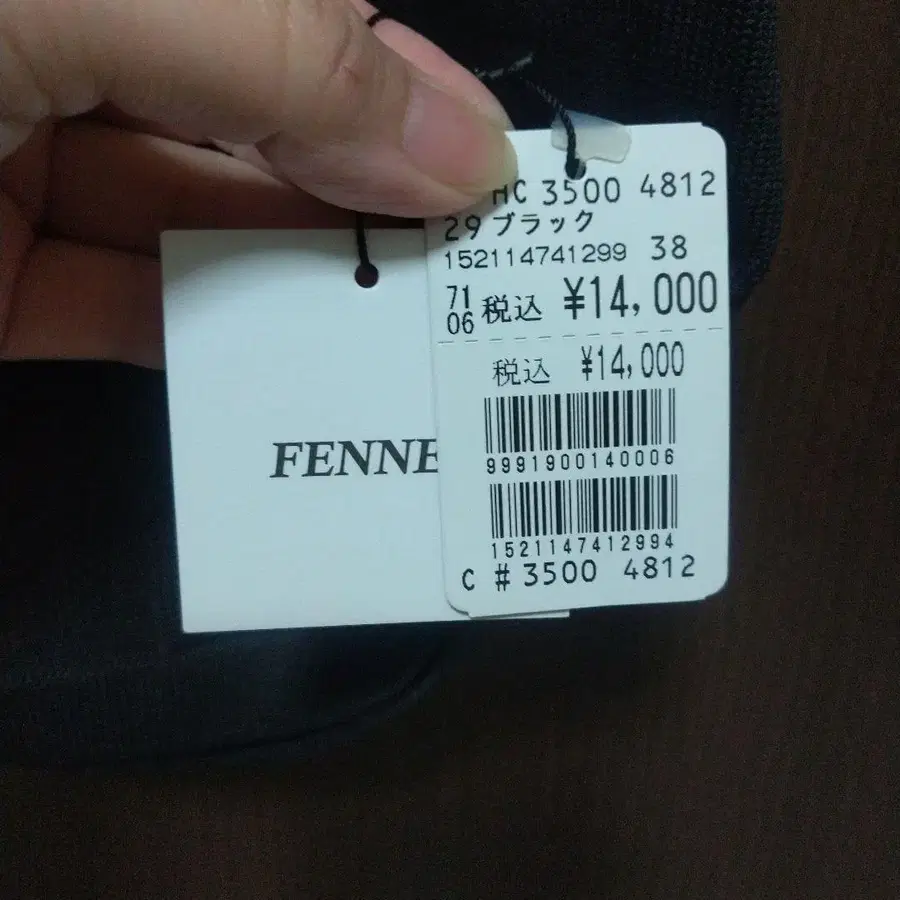 HC 3500 4812
29 ブラック
152114741299 38
71 06 税込 ¥14,000
税込 ¥14,000
9991900140006
1521147412994
C # 3500 4812
FENNE